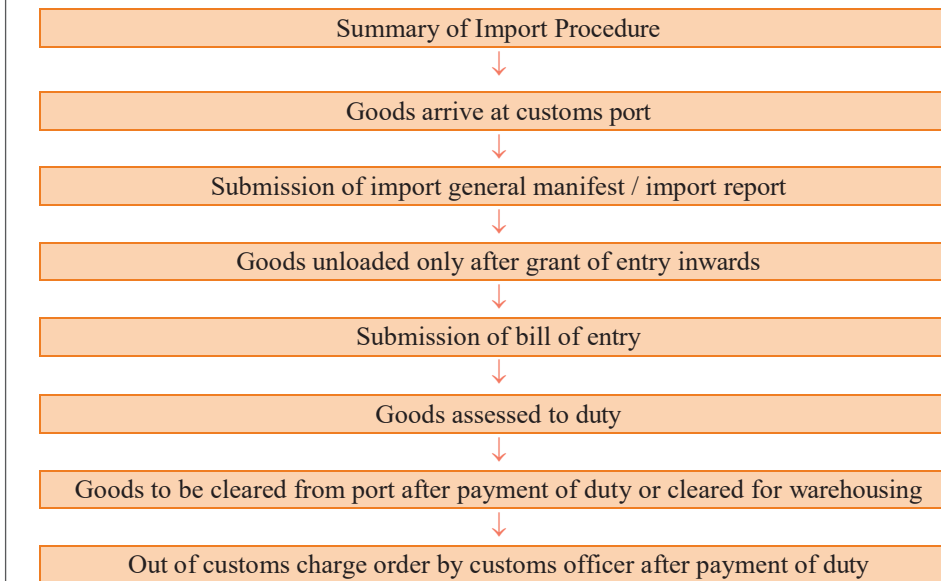 Summary of Import Procedure
Goods arrive at customs port
Submission of import general manifest / import report
Goods unloaded only after grant of entry inwards
Submission of bill of entry
Goods assessed to duty
Goods to be cleared from port after payment of duty or cleared for warehousing
Out of customs charge order by customs officer after payment of duty